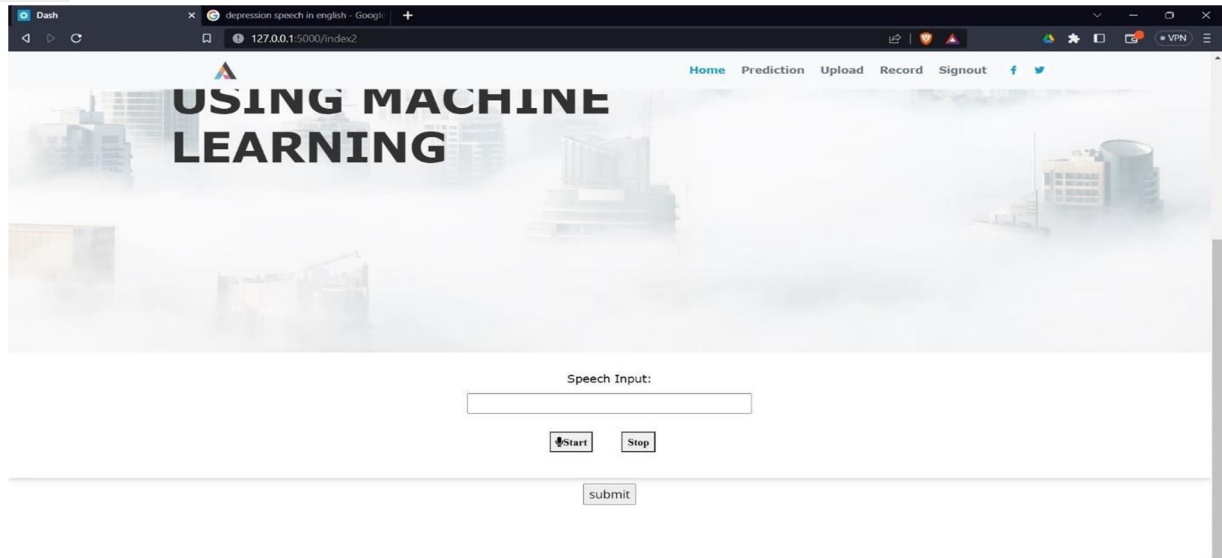 Dash
depression speech in english - Googl
127.0.0.1:5000/index2
VPN
Home Prediction Upload Record Signout
USING MACHINE
LEARNING
Speech Input:
Start Stop
submit